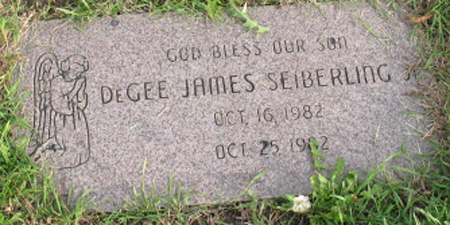 GOD BLESS OUR SON
DEGEE JAMES SEIBERLING
OCT. 16, 1982
OCT. 25 1982